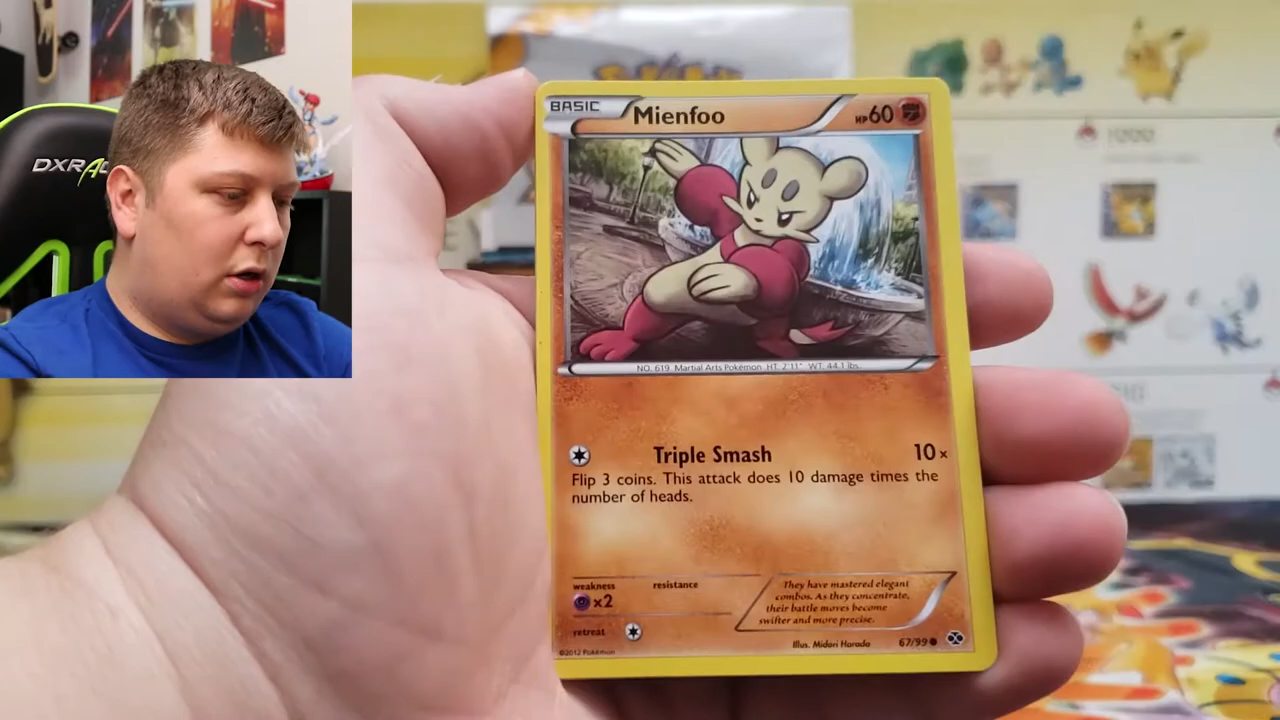 DXRA
BASIC
Mienfoo
HP60
NO. 619 Martial Arts Pokémon HT. 2'11" WT. 44.1 lbs.
Triple Smash
10×
Flip 3 coins. This attack does 10 damage times the
number of heads.
weakness
resistance
×2
They have mastered elegant
combos. As they concentrate,
their battle moves become
swifter and more precise.
retreat
Illus. Midori Harada
67/99
©2012 Pokémon
1000